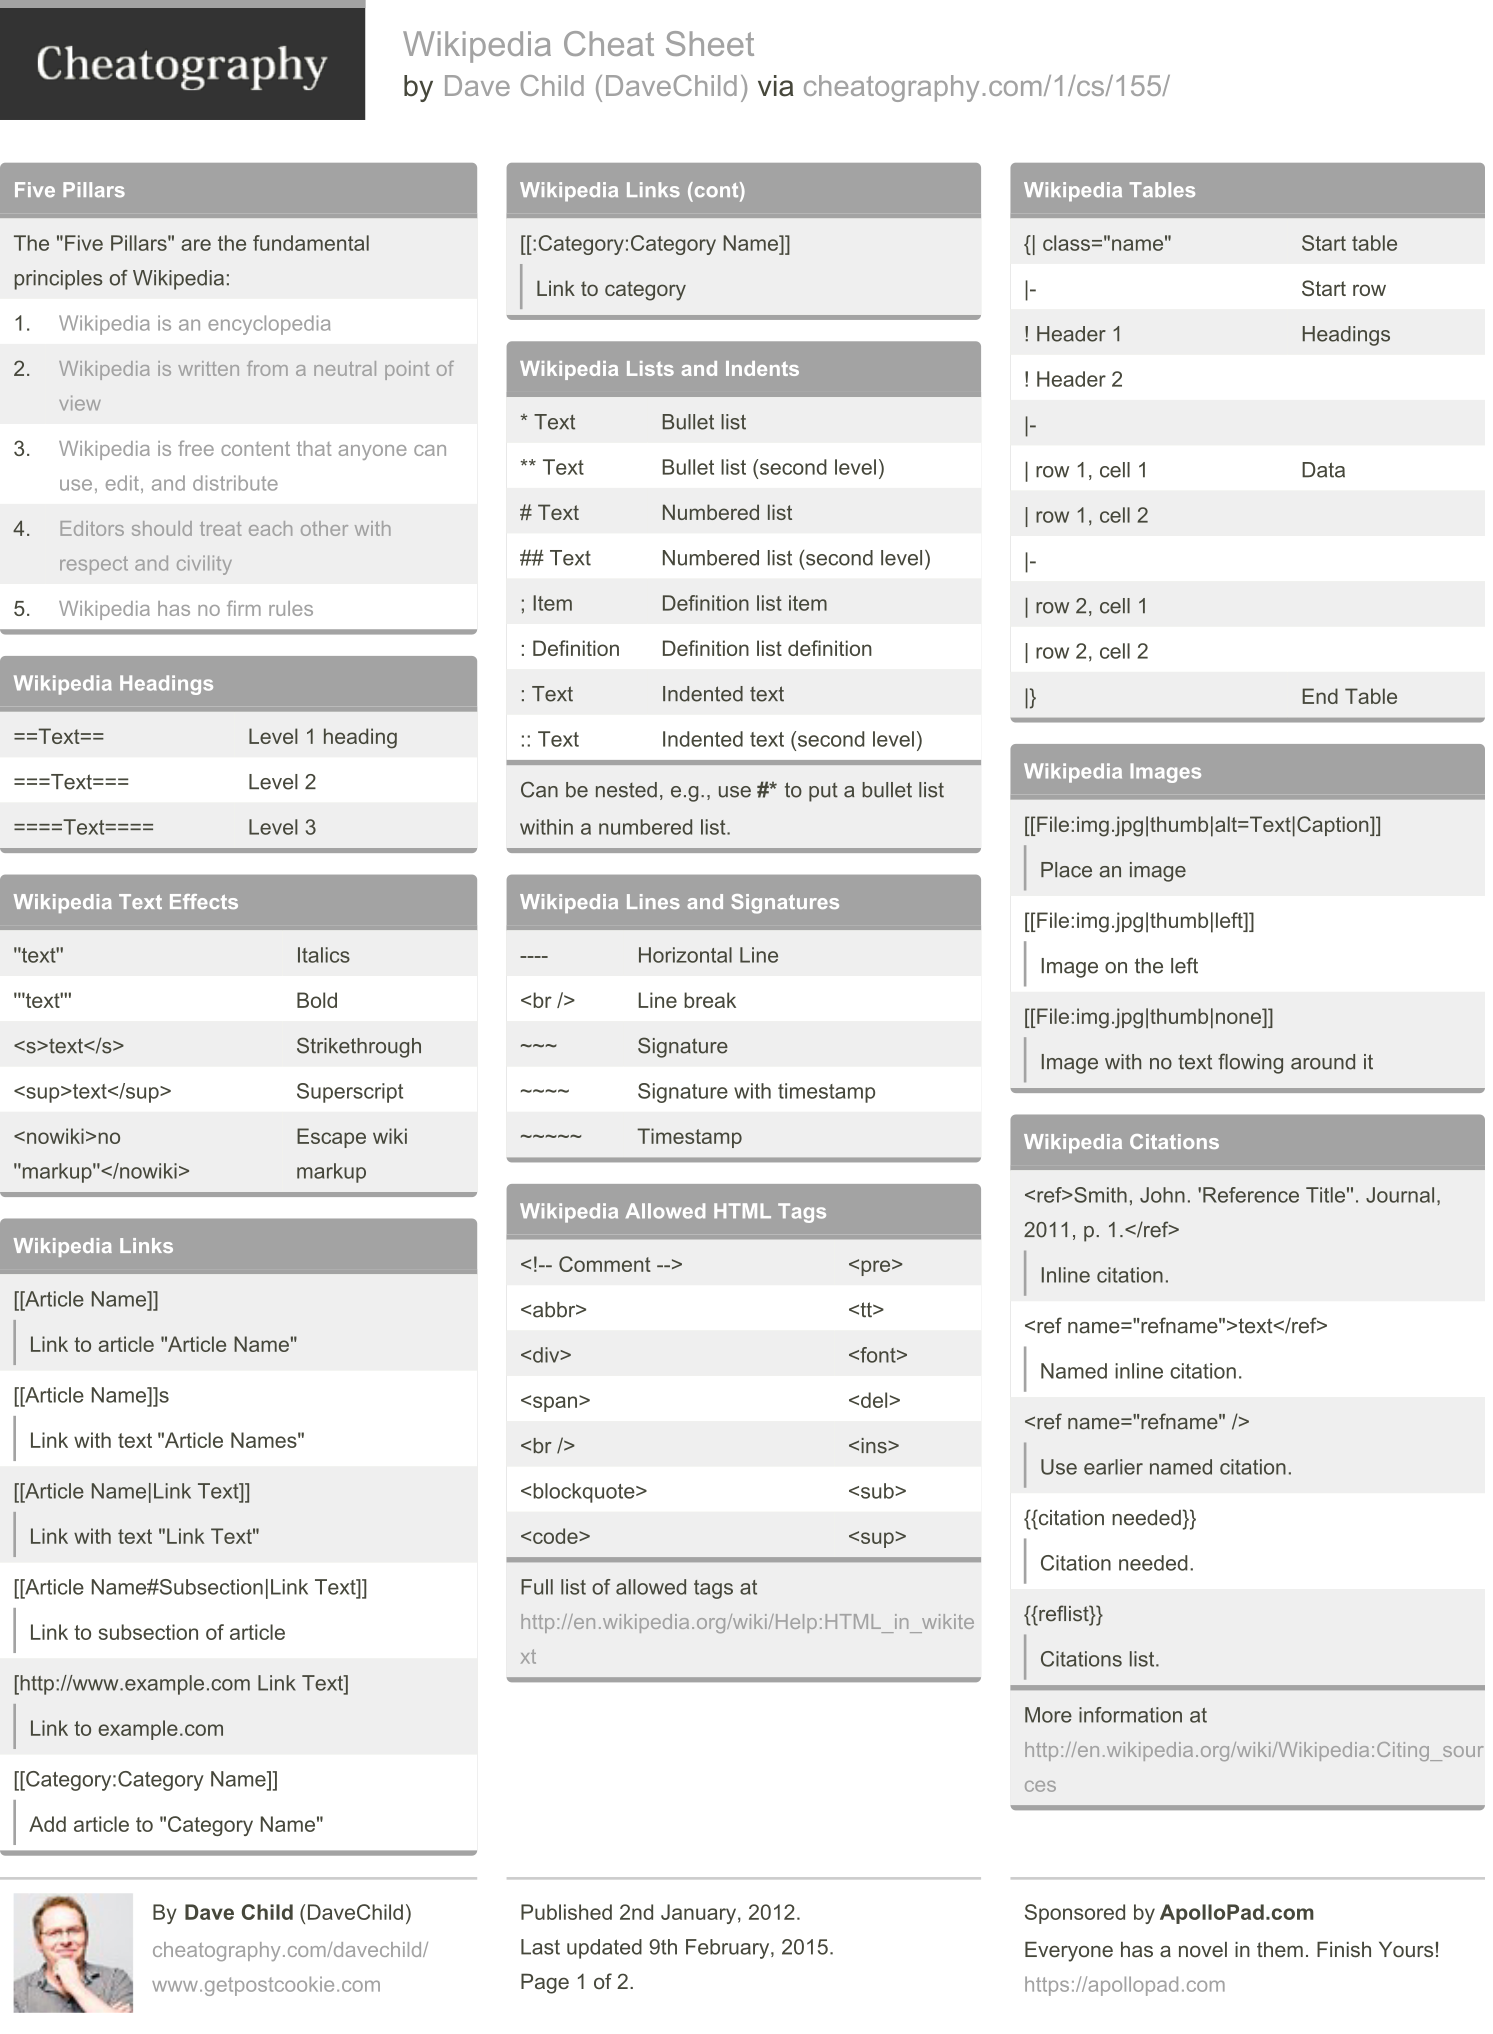 Cheatography
Wikipedia Cheat Sheet
by Dave Child (DaveChild) via cheatography.com/1/cs/155/
Five Pillars
The "Five Pillars" are the fundamental
principles of Wikipedia:
1. Wikipedia is an encyclopedia
2. Wikipedia is written from a neutral point of
view
3. Wikipedia is free content that anyone can
use, edit, and distribute
4. Editors should treat each other with
respect and civility
5. Wikipedia has no firm rules
Wikipedia Headings
==Text== Level 1 heading
===Text=== Level 2
====Text==== Level 3
Wikipedia Text Effects
''text'' Italics
'''text''' Bold
<s>text</s> Strikethrough
<sup>text</sup> Superscript
<nowiki>no Escape wiki
''markup''</nowiki> markup
Wikipedia Links
[[Article Name]]
Link to article "Article Name"
[[Article Name]]s
Link with text "Article Names"
[[Article Name|Link Text]]
Link with text "Link Text"
[[Article Name#Subsection|Link Text]]
Link to subsection of article
[http://www.example.com Link Text]
Link to example.com
[[Category:Category Name]]
Add article to "Category Name"
Wikipedia Links (cont)
[[:Category:Category Name]]
Link to category
Wikipedia Lists and Indents
* Text Bullet list
** Text Bullet list (second level)
# Text Numbered list
## Text Numbered list (second level)
; Item Definition list item
: Definition Definition list definition
: Text Indented text
:: Text Indented text (second level)
Can be nested, e.g., use #* to put a bullet list
within a numbered list.
Wikipedia Lines and Signatures
---- Horizontal Line
<br /> Line break
~~~ Signature
~~~~ Signature with timestamp
~~~~~ Timestamp
Wikipedia Allowed HTML Tags
<!-- Comment --> <pre>
<abbr> <tt>
<div> <font>
<span> <del>
<br /> <ins>
<blockquote> <sub>
<code> <sup>
Full list of allowed tags at
http://en.wikipedia.org/wiki/Help:HTML_in_wikite
xt
Wikipedia Tables
{| class="name" Start table
|- Start row
! Header 1 Headings
! Header 2
|-
| row 1, cell 1 Data
| row 1, cell 2
|-
| row 2, cell 1
| row 2, cell 2
|} End Table
Wikipedia Images
[[File:img.jpg|thumb|alt=Text|Caption]]
Place an image
[[File:img.jpg|thumb|left]]
Image on the left
[[File:img.jpg|thumb|none]]
Image with no text flowing around it
Wikipedia Citations
<ref>Smith, John. 'Reference Title''. Journal,
2011, p. 1.</ref>
Inline citation.
<ref name="refname">text</ref>
Named inline citation.
<ref name="refname" />
Use earlier named citation.
{{citation needed}}
Citation needed.
{{reflist}}
Citations list.
More information at
http://en.wikipedia.org/wiki/Wikipedia:Citing_sour
ces
By Dave Child (DaveChild)
cheatography.com/davechild/
www.getpostcookie.com
Published 2nd January, 2012.
Last updated 9th February, 2015.
Page 1 of 2.
Sponsored by ApolloPad.com
Everyone has a novel in them. Finish Yours!
https://apollopad.com